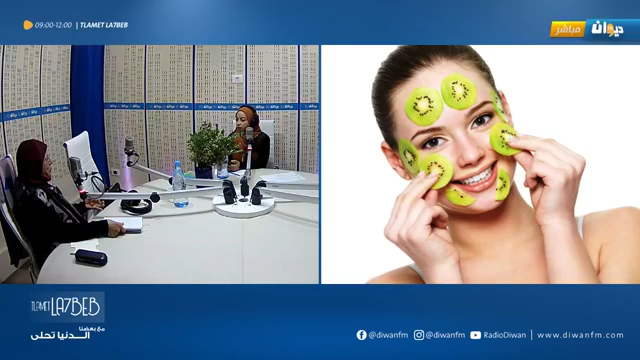 09:00-12:00 | TLAMET LA7BEB
مباشر
ديوان
TLAMET LA7BEB
مع بعضنا
الدنيا تحلى
@diwanfm
@diwanfm
RadioDiwan
www.diwanfm.com